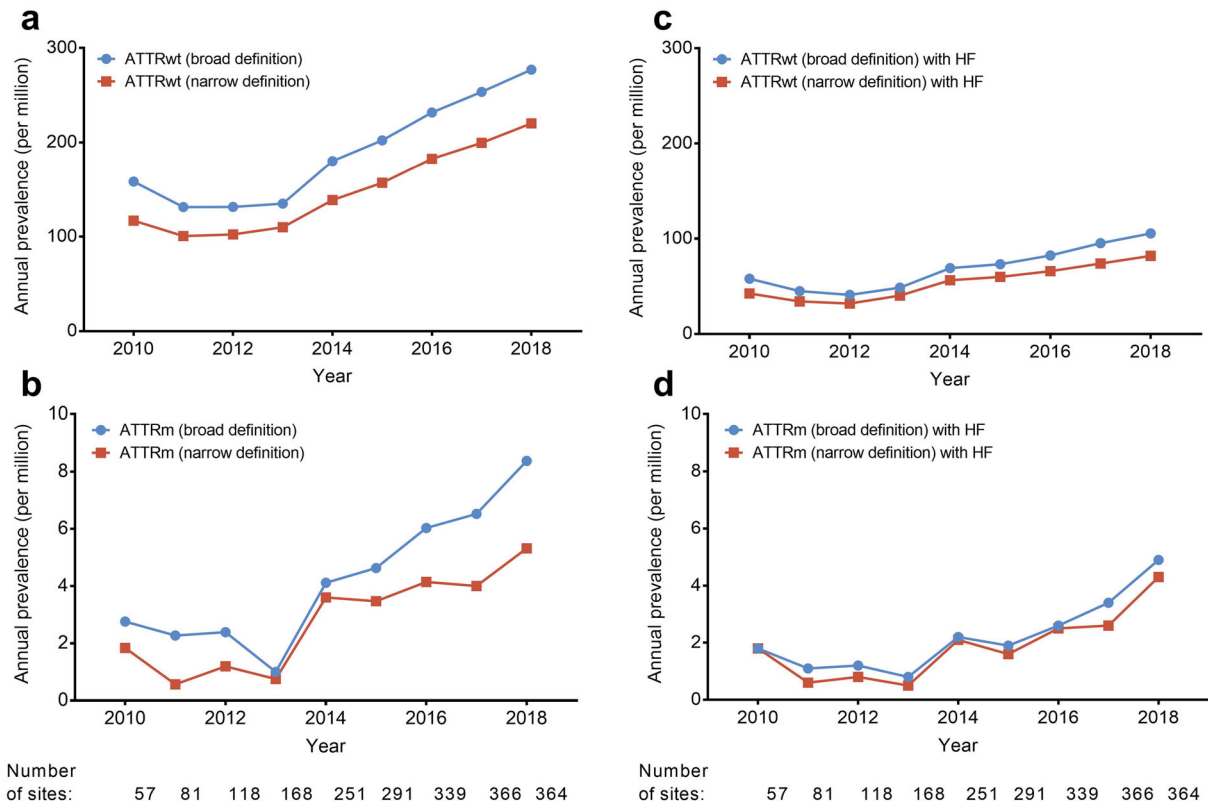 a
300
200
100
0
Annual prevalence (per million)
ATTRwt (broad definition)
ATTRwt (narrow definition)
2010 2012 2014 2016 2018
Year
b
10
8
6
4
2
0
Annual prevalence (per million)
ATTRm (broad definition)
ATTRm (narrow definition)
2010 2012 2014 2016 2018
Year
Number
of sites: 57 81 118 168 251 291 339 366 364
c
300
200
100
0
Annual prevalence (per million)
ATTRwt (broad definition) with HF
ATTRwt (narrow definition) with HF
2010 2012 2014 2016 2018
Year
d
10
8
6
4
2
0
Annual prevalence (per million)
ATTRm (broad definition) with HF
ATTRm (narrow definition) with HF
2010 2012 2014 2016 2018
Year
Number
of sites: 57 81 118 168 251 291 339 366 364